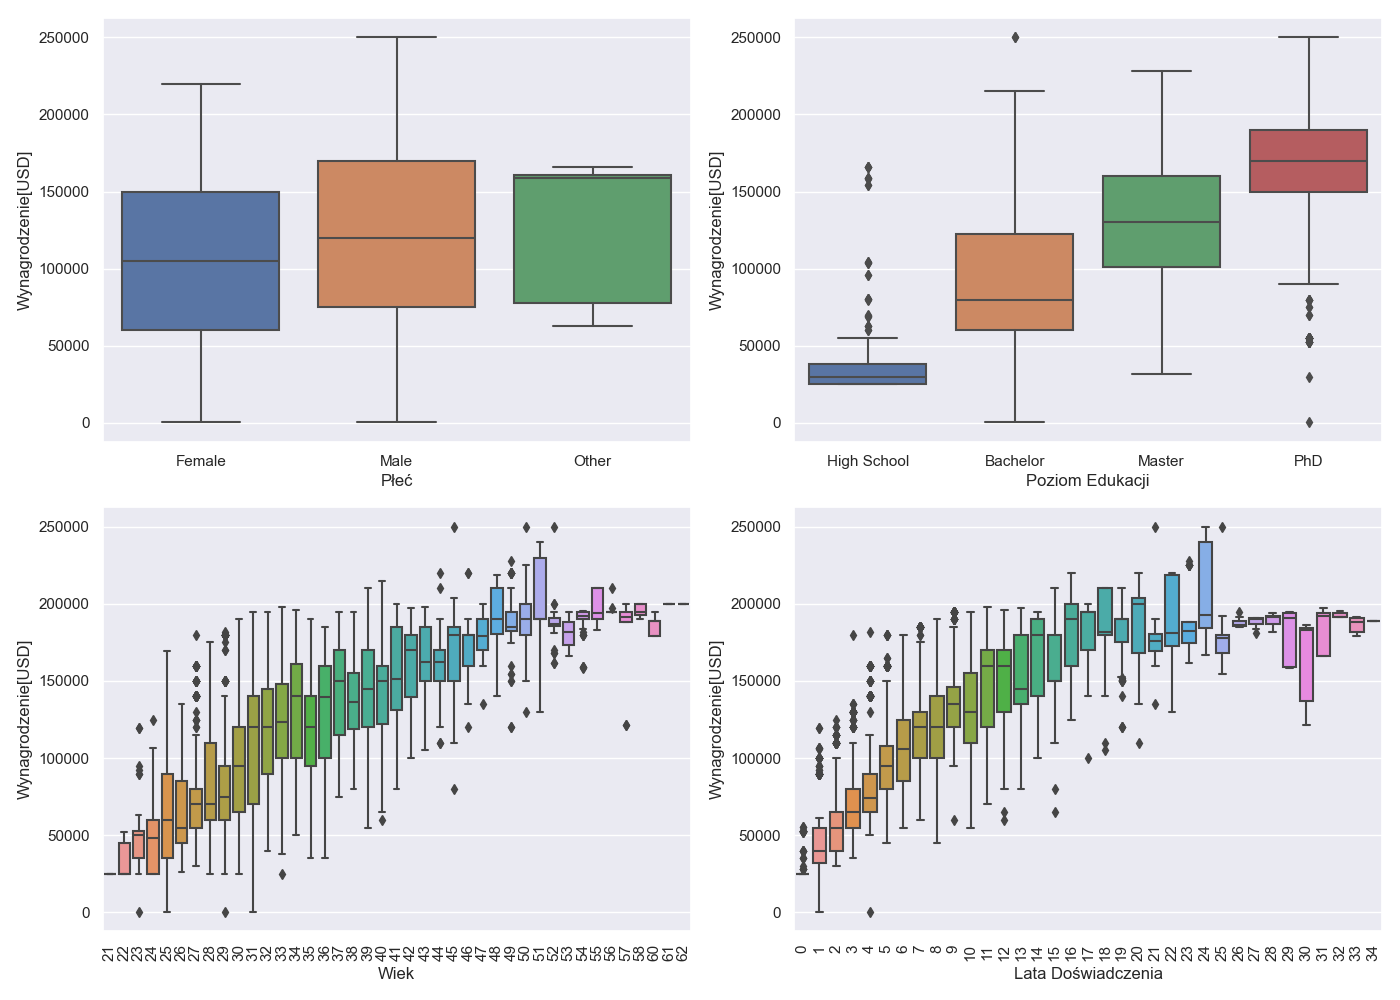 250000
200000
150000
100000
50000
0
Wynagrodzenie[USD]
Female Male Other
Płeć
250000
200000
150000
100000
50000
0
Wynagrodzenie[USD]
High School Bachelor Master PhD
Poziom Edukacji
250000
200000
150000
100000
50000
0
Wynagrodzenie[USD]
21 22 23 24 25 26 27 28 29 30 31 32 33 34 35 36 37 38 39 40 41 42 43 44 45 46 47 48 49 50 51 52 53 54 55 56 57 58 60 61 62
Wiek
250000
200000
150000
100000
50000
0
Wynagrodzenie[USD]
0 1 2 3 4 5 6 7 8 9 10 11 12 13 14 15 16 17 18 19 20 21 22 23 24 25 26 27 28 29 30 31 32 33 34
Lata Doświadczenia